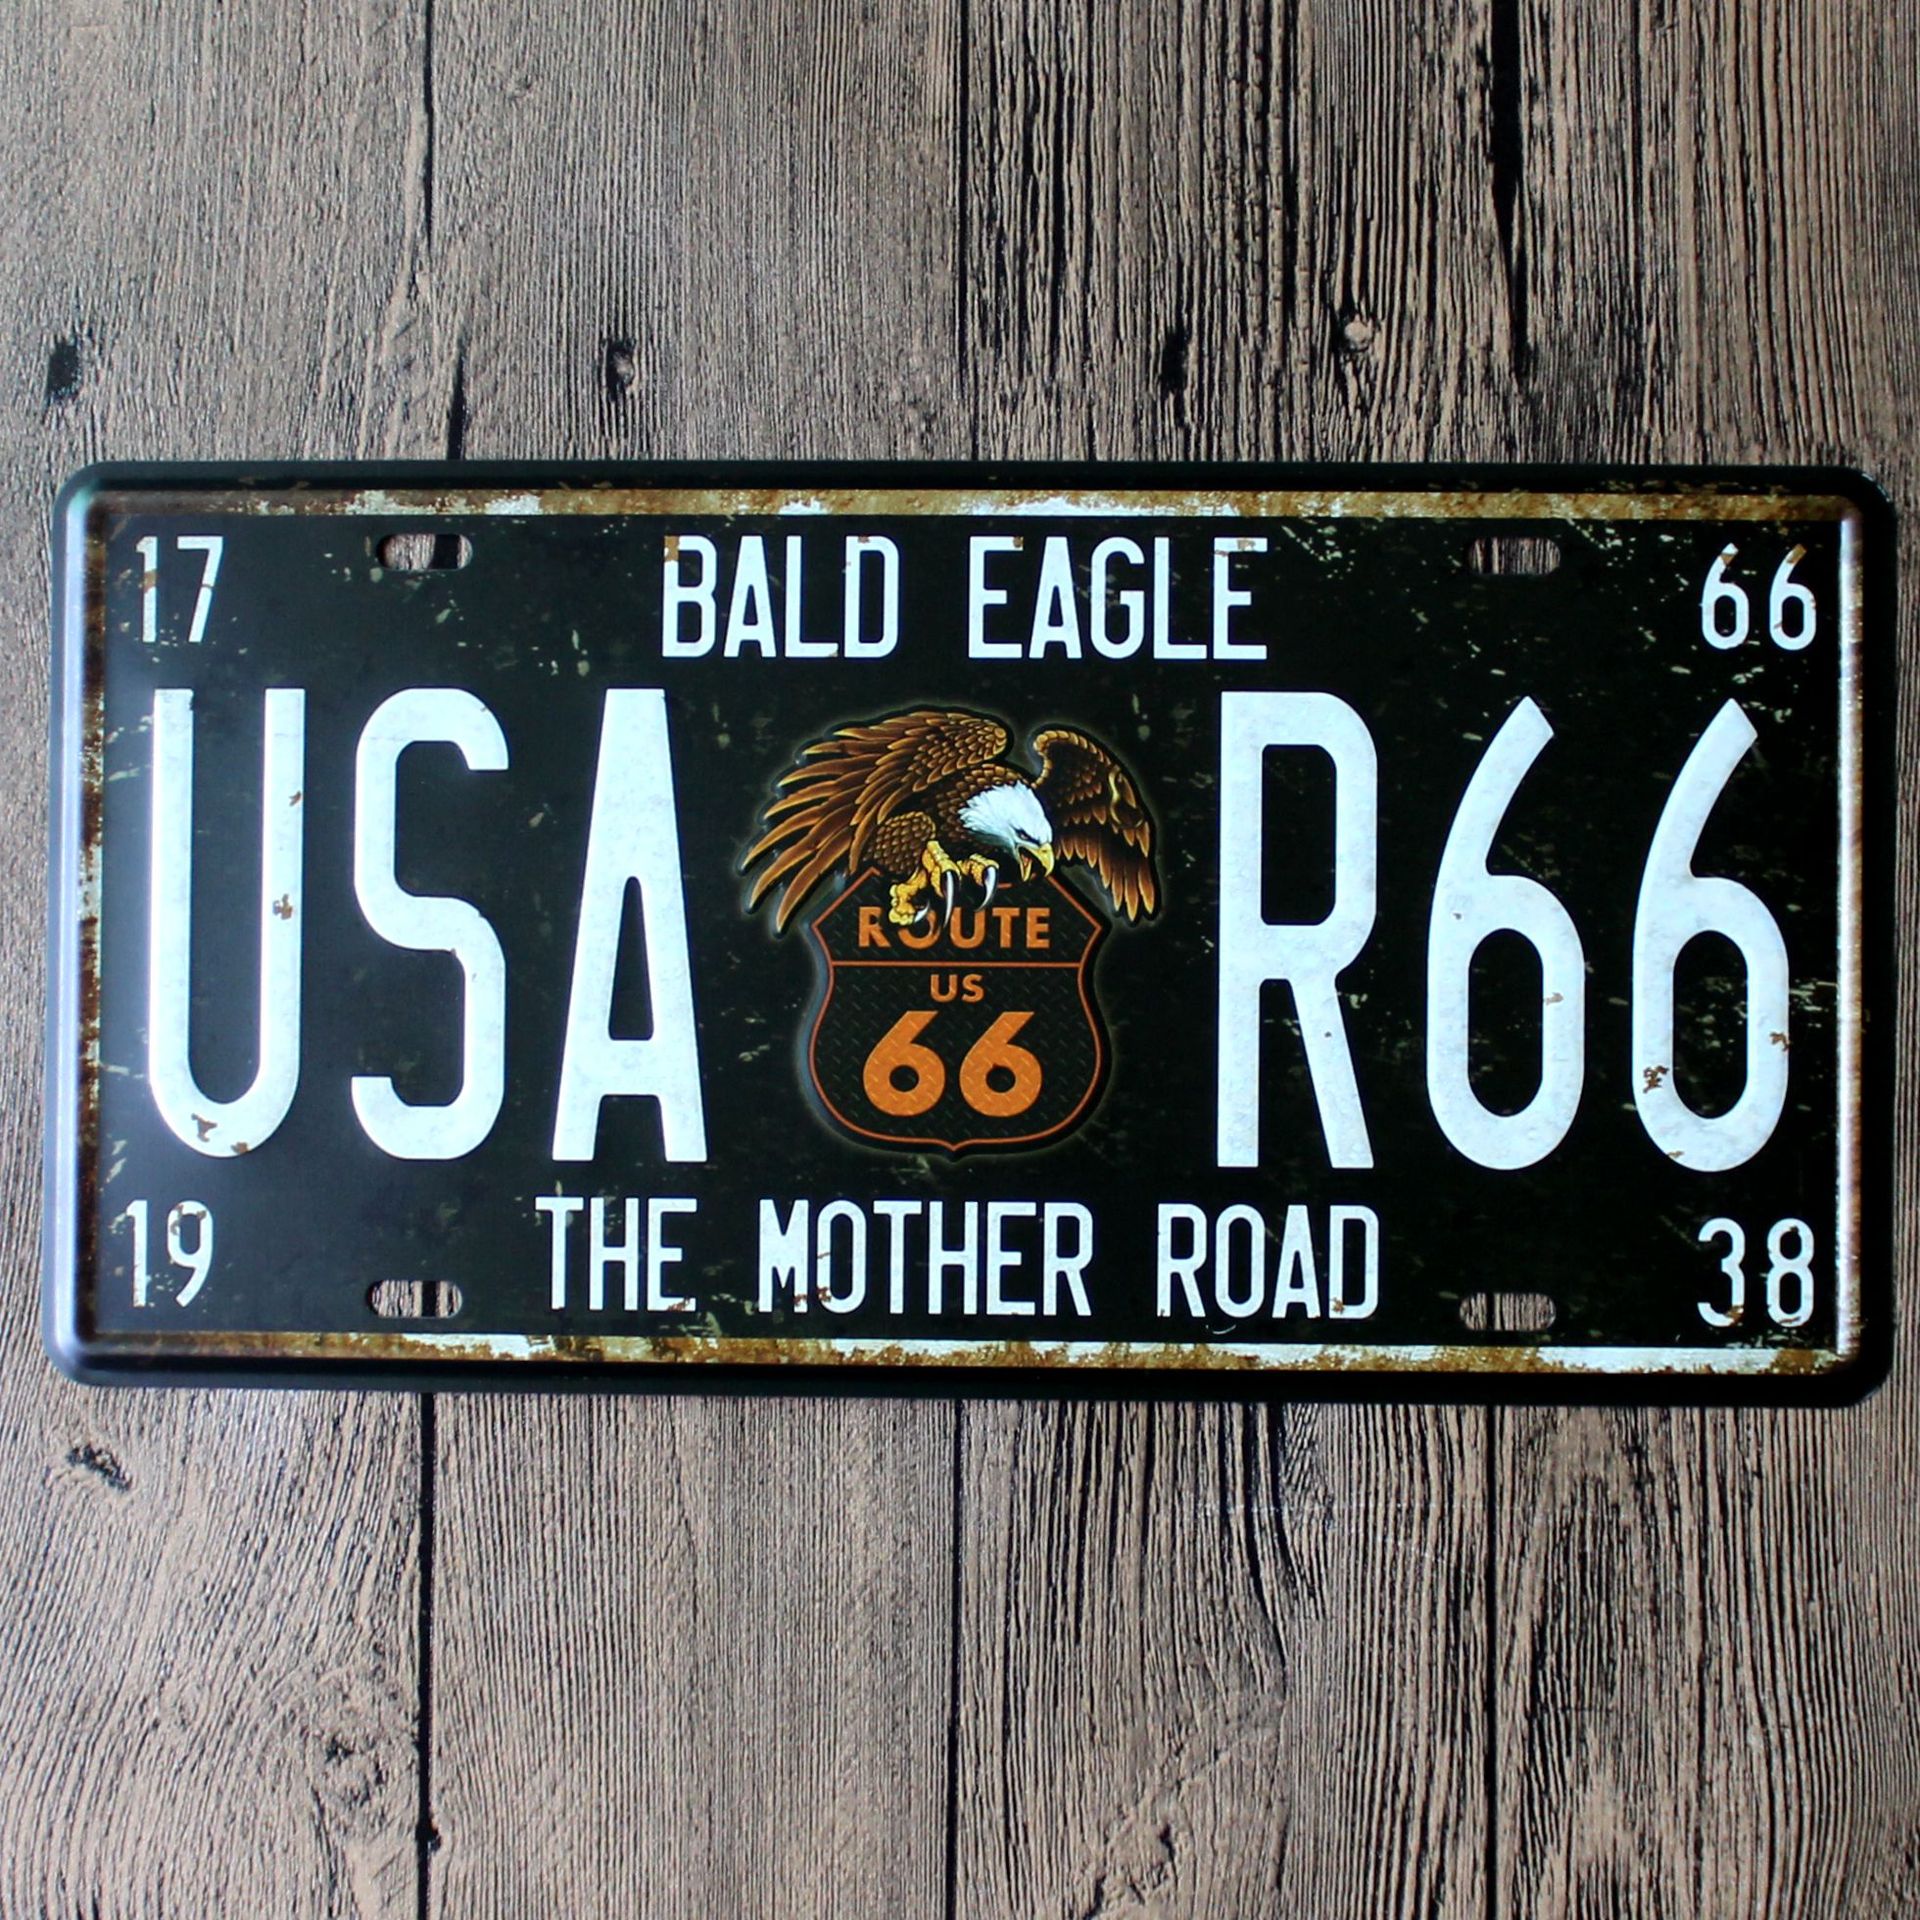 17 BALD EAGLE 66
USA R66
ROUTE
US
66
19 THE MOTHER ROAD 38